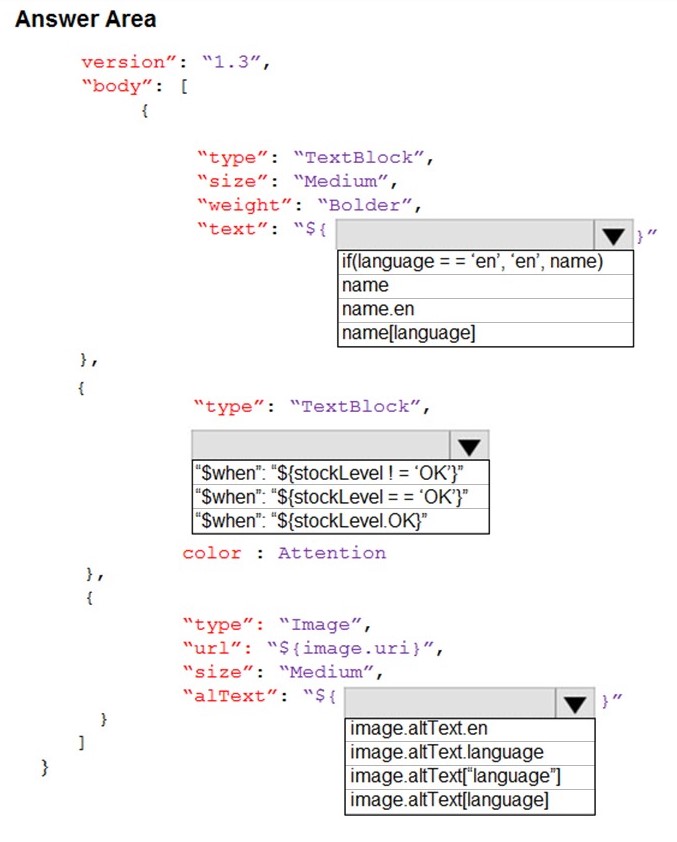 Answer Area
version”: “1.3”,
“body”: [
{
“type”: “TextBlock”,
“size”: “Medium”,
“weight”: “Bolder”,
“text”: “${ }”
if(language = = ‘en’, ‘en’, name)
name
name.en
name[language]
},
{
“type”: “TextBlock”,
“$when”: “${stockLevel ! = ‘OK’}”
“$when”: “${stockLevel = = ‘OK’}”
“$when”: “${stockLevel.OK}”
color : Attention
},
{
“type”: “Image”,
“url”: “${image.uri}”,
“size”: “Medium”,
“alText”: “${ }”
image.altText.en
image.altText.language
image.altText[“language”]
image.altText[language]
}
]
}